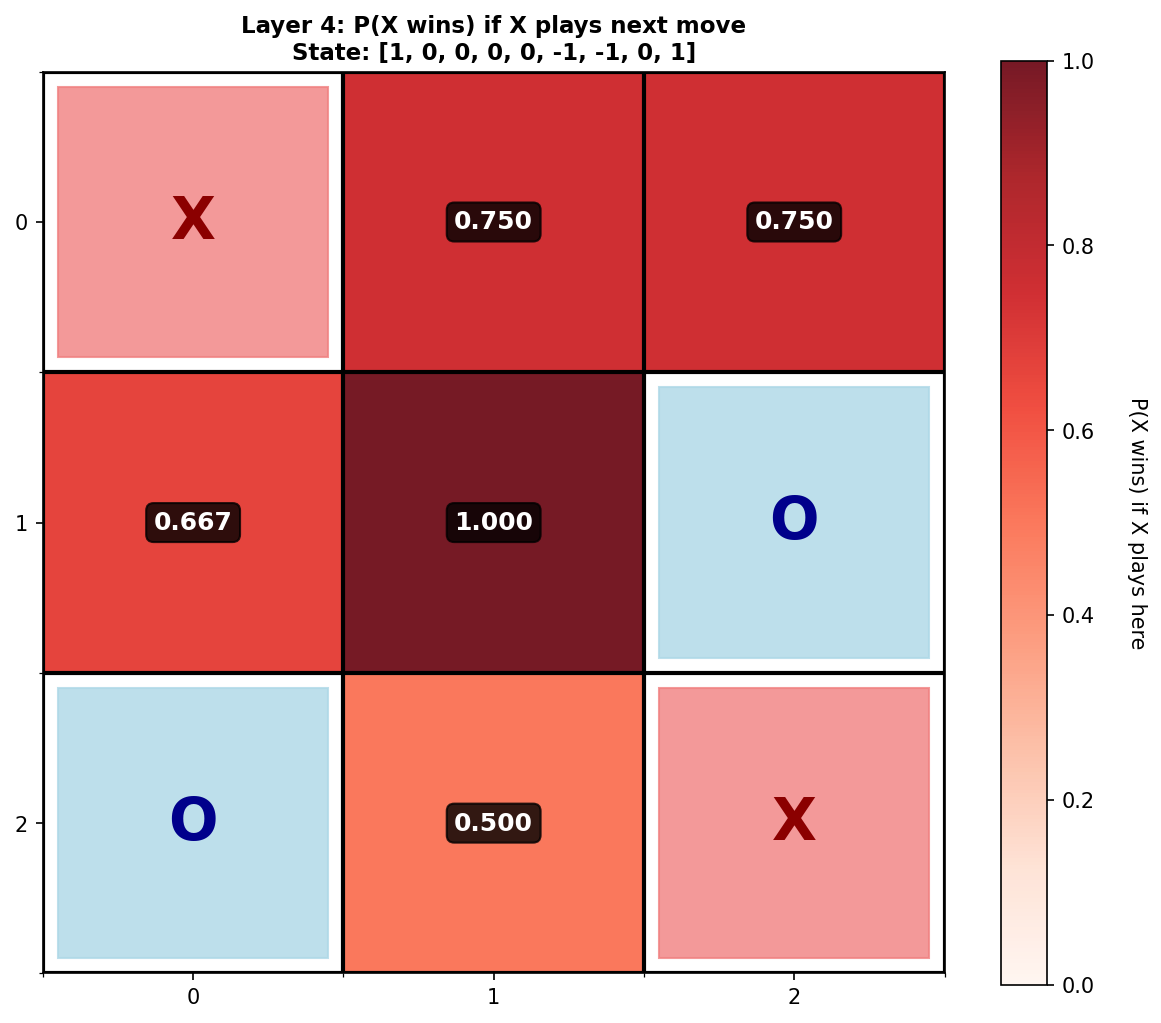 Layer 4: P(X wins) if X plays next move
State: [1, 0, 0, 0, 0, -1, -1, 0, 1]
X 0.750 0.750
0.667 1.000 O
O 0.500 X
0
1
2
0 1 2
1.0
0.8
0.6
0.4
0.2
0.0
P(X wins) if X plays here